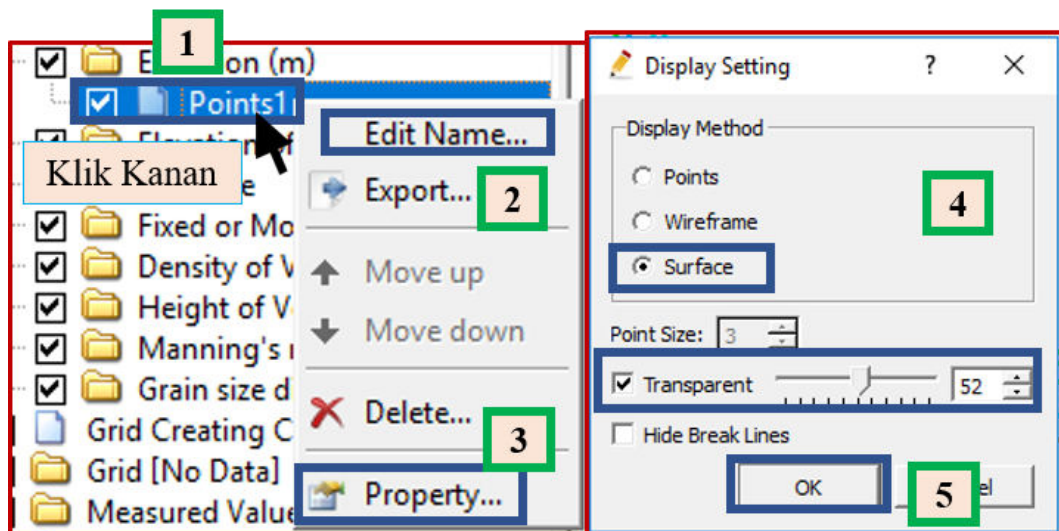 1
E on (m)
Points1
Klik Kanan
e
Fixed or Mo
Density of V
Height of V
Manning's
Grain size d
Grid Creating C
Grid [No Data]
Measured Value
Edit Name...
Export...
2
Move up
Move down
Delete...
3
Property...
Display Setting
?
Display Method
Points
Wireframe
4
Surface
Point Size: 3
Transparent 52
Hide Break Lines
OK
5
el